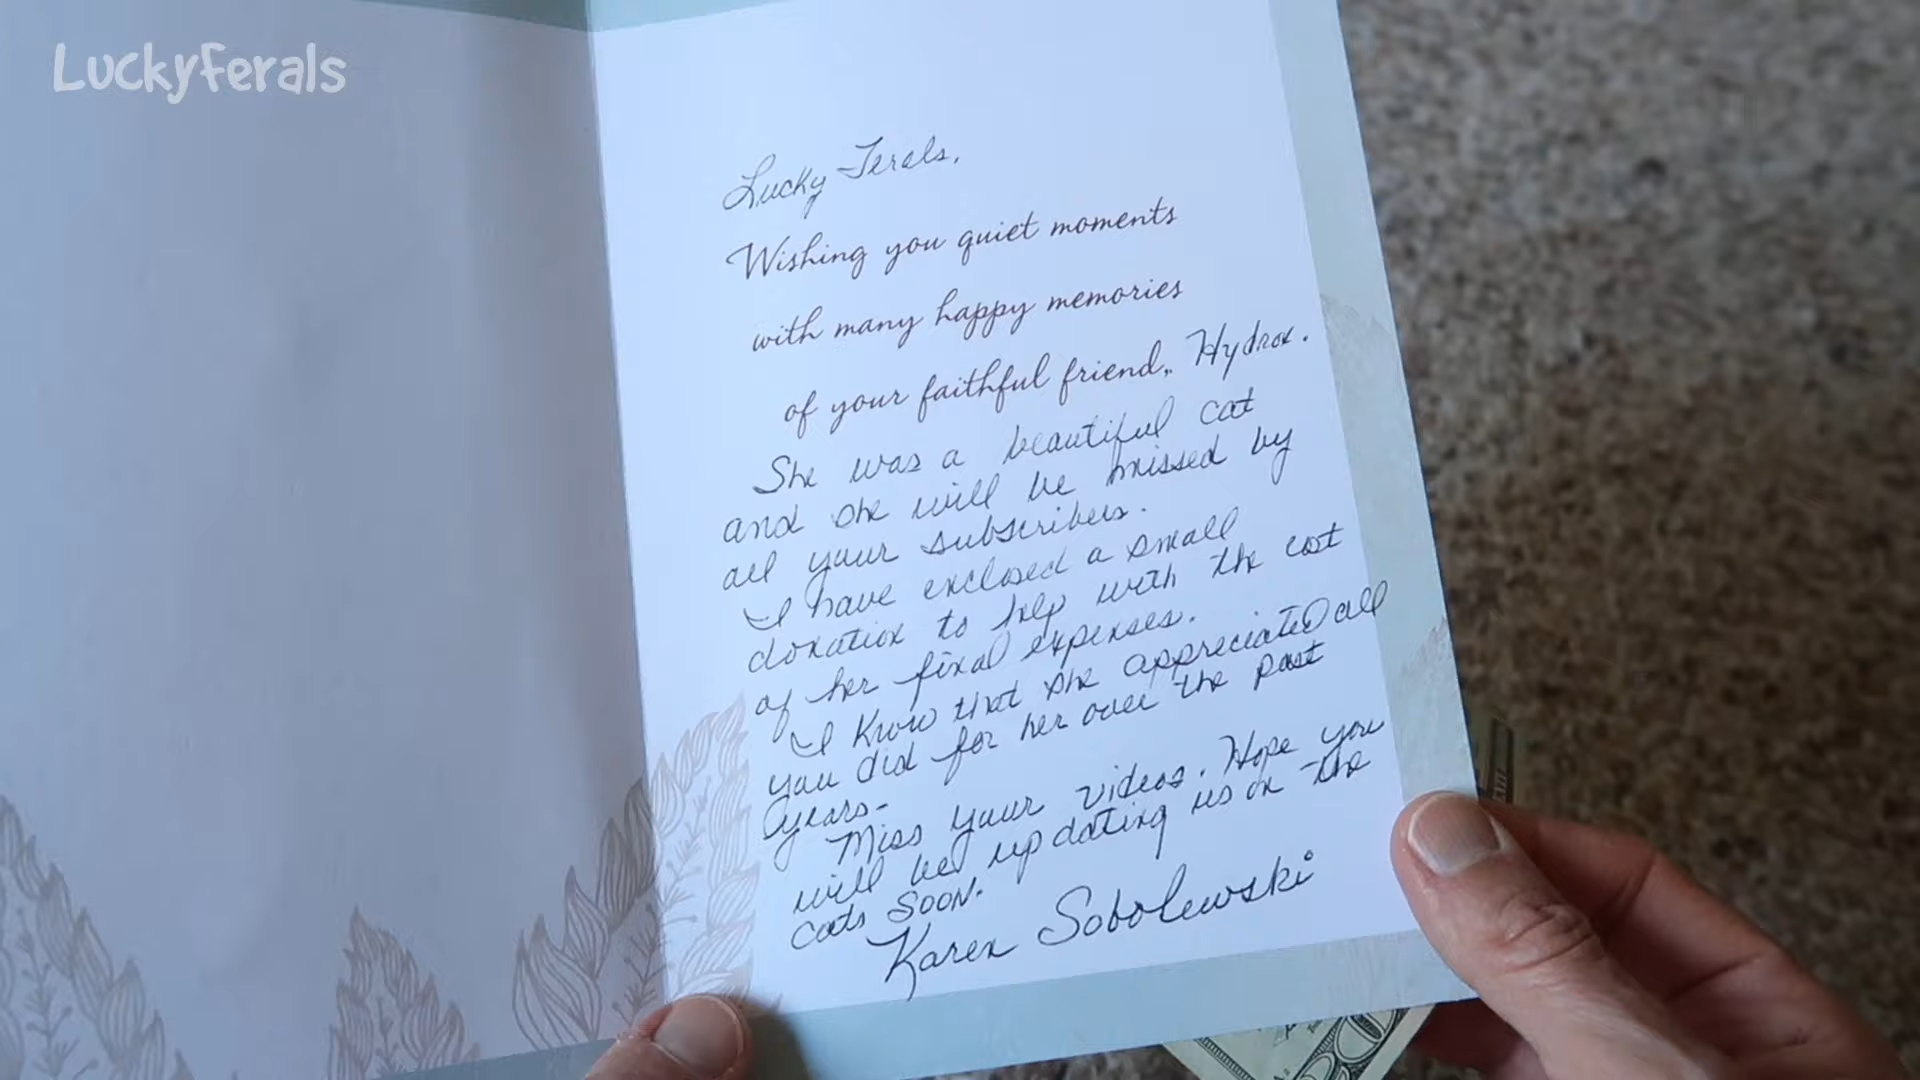 LuckyFerals
Lucky Ferals,
Wishing you quiet moments
with many happy memories
of your faithful friend,, Hydrox.
She was a beautiful cat
and she will be missed by
all your subscribers.
I have enclosed a small
donation to help with the cost
of her final expenses.
I know that she appreciated all
you did for her over the past
years-
Miss your videos. Hope you
will be updating us on the
cats soon.
Karen Sobolewski